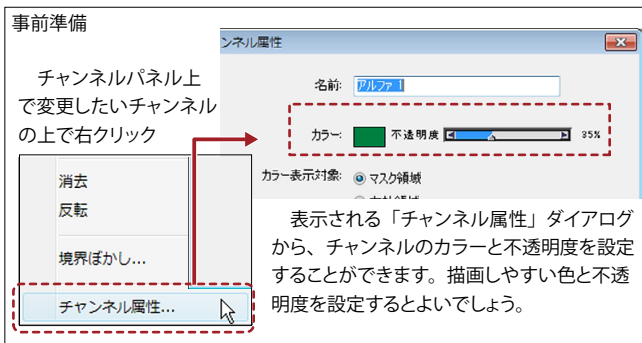 事前準備
チャンネルパネル上
で変更したいチャンネル
の上で右クリック
消去
反転
境界ぼかし...
チャンネル属性...
ンネル属性
名前: アルファ 1
カラー: 不透明度 35%
カラー表示対象: マスク領域
表示される「チャンネル属性」ダイアログ
から、チャンネルのカラーと不透明度を設定
することができます。描画しやすい色と不透
明度を設定するとよいでしょう。